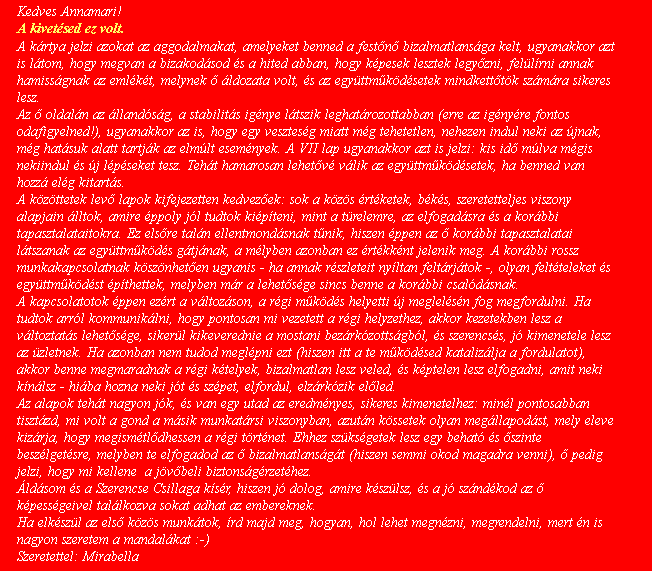 Kedves Annamari!
A kivetésed ez volt.
A kártya jelzi azokat az aggodalmakat, amelyeket benned a festőnő bizalmatlansága kelt, ugyanakkor azt
is látom, hogy megvan a bizakodásod és a hited abban, hogy képesek lesztek legyőzni, felülírni annak
hamisságnak az emlékét, melynek ő áldozata volt, és az együttműködésetek mindkettőtök számára sikeres
lesz.
Az ő oldalán az állandóság, a stabilitás igénye látszik leghatározottabban (erre az igényére fontos
odafigyelned!), ugyanakkor az is, hogy egy veszteség miatt még tehetetlen, nehezen indul neki az újnak,
még hatásuk alatt tartják az elmúlt események. A VII lap ugyanakkor azt is jelzi: kis idő múlva mégis
nekiindul és új lépéseket tesz. Tehát hamarosan lehetővé válik az együttműködésetek, ha benned van
hozzá elég kitartás.
A közöttetek levő lapok kifejezetten kedvezőek: sok a közös értéketek, békés, szeretetteljes viszony
alapjain álltok, amire éppoly jól tudtok kiépíteni, mint a türelemre, az elfogadásra és a korábbi
tapasztalataitokra. Ez elsőre talán ellentmondásnak tűnik, hiszen éppen az ő korábbi tapasztalatai
látszanak az együttműködés gátjának, a mélyben azonban ez értékként jelenik meg. A korábbi rossz
munkakapcsolatnak köszönhetően ugyanis - ha annak részleteit nyíltan feltárjátok -, olyan feltételeket és
együttműködést építhettek, melyben már a lehetősége sincs benne a korábbi csalódásnak.
A kapcsolatotok éppen ezért a változáson, a régi működés helyetti új meglelésén fog megfordulni. Ha
tudtok arról kommunikálni, hogy pontosan mi vezetett a régi helyzethez, akkor kezetekben lesz a
változtatás lehetősége, sikerül kikeverednie a mostani bezárkózottságból, és szerencsés, jó kimenetele lesz
az üzletnek. Ha azonban nem tudod meglépni ezt (hiszen itt a te működésed katalizálja a fordulatot),
akkor benne megmaradnak a régi kételyek, bizalmatlan lesz veled, és képtelen lesz elfogadni, amit neki
kínálsz - hiába hozna neki jót és szépet, elfordul, elzárkózik előled.
Az alapok tehát nagyon jók, és van egy utad az eredményes, sikeres kimenetelhez: minél pontosabban
tisztázd, mi volt a gond a másik munkatársi viszonyban, azután kössetek olyan megállapodást, mely eleve
kizárja, hogy megismétlődhessen a régi történet. Ehhez szükségetek lesz egy beható és őszinte
beszélgetésre, melyben te elfogadod az ő bizalmatlanságát (hiszen semmi okod magadra venni), ő pedig
jelzi, hogy mi kellene  a jövőbeli biztonságérzetéhez.
Áldásom és a Szerencse Csillaga kísér, hiszen jó dolog, amire készülsz, és a jó szándékod az ő
képességeivel találkozva sokat adhat az embereknek.
Ha elkészül az első közös munkátok, írd majd meg, hogyan, hol lehet megnézni, megrendelni, mert én is
nagyon szeretem a mandalákat :-)
Szeretettel: Mirabella